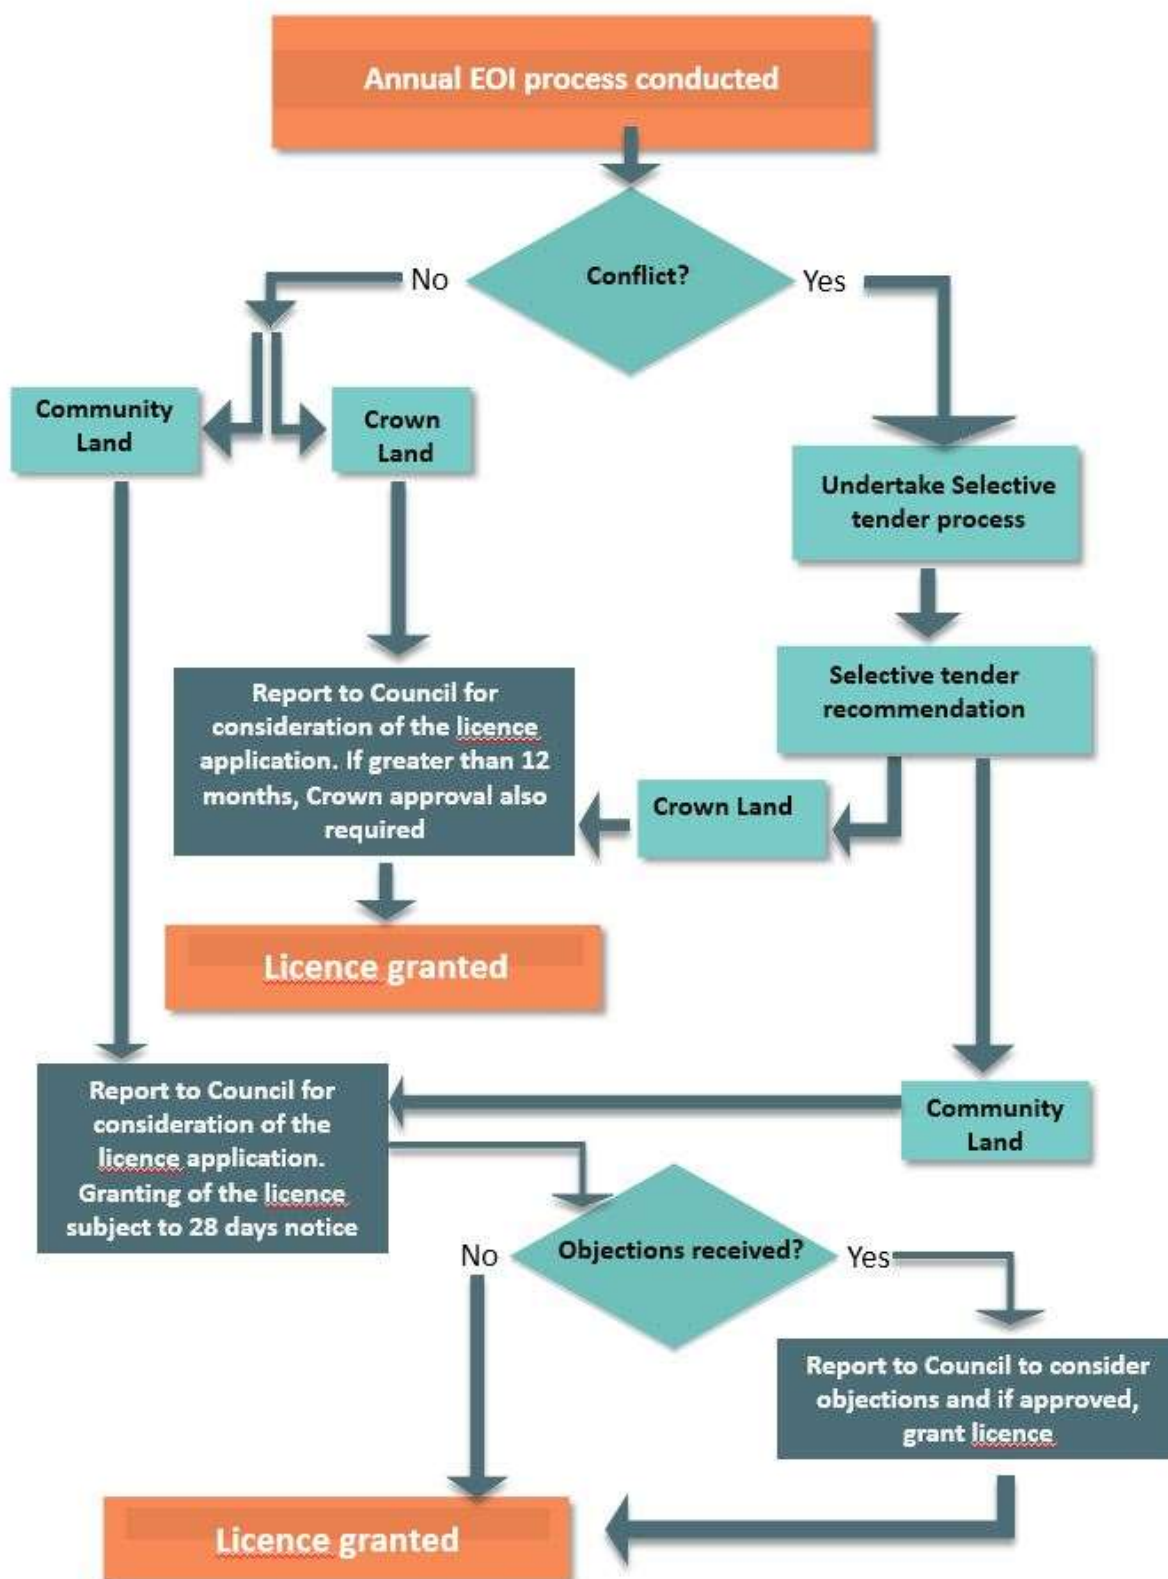 Annual EOI process conducted
Conflict?
No
Yes
Community
Land
Crown
Land
Undertake Selective
tender process
Report to Council for
consideration of the licence
application. If greater than 12
months, Crown approval also
required
Selective tender
recommendation
Crown Land
Licence granted
Report to Council for
consideration of the
licence application.
Granting of the licence
subject to 28 days notice
Community
Land
Objections received?
No
Yes
Report to Council to consider
objections and if approved,
grant licence
Licence granted